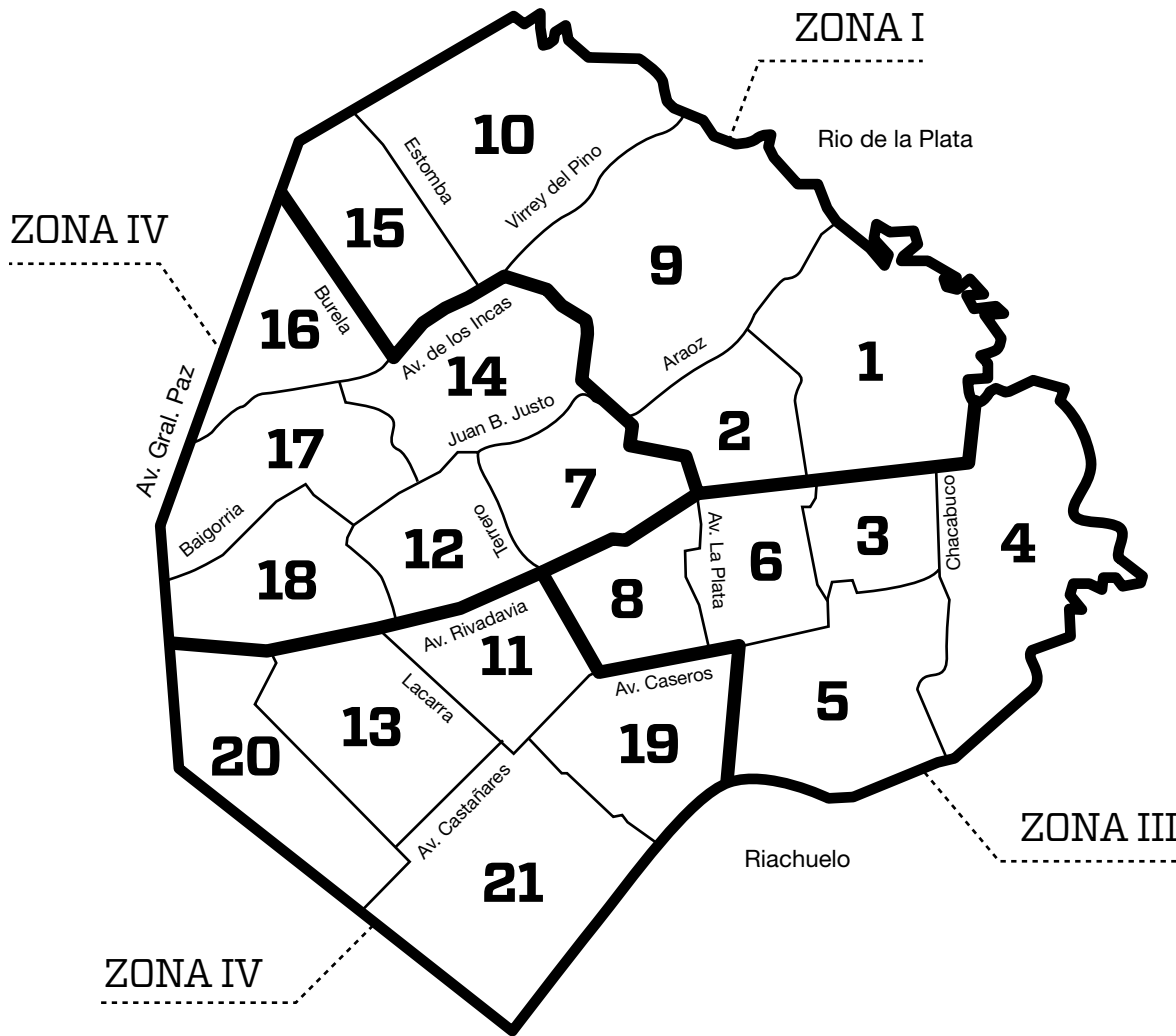 ZONA I
Rio de la Plata
10
Estomba
Virrey del Pino
15
ZONA IV
9
16
Burela
Av. de los Incas
14
Araoz
1
Av. Gral. Paz
Juan B. Justo
2
17
7
Baigorria
12
Terrero
18
8
Av. La Plata
6
3
Chacabuco
4
Av. Rivadavia
11
Lacarra
Av. Caseros
5
13
20
19
Av. Castañares
21
Riachuelo
ZONA III
ZONA IV